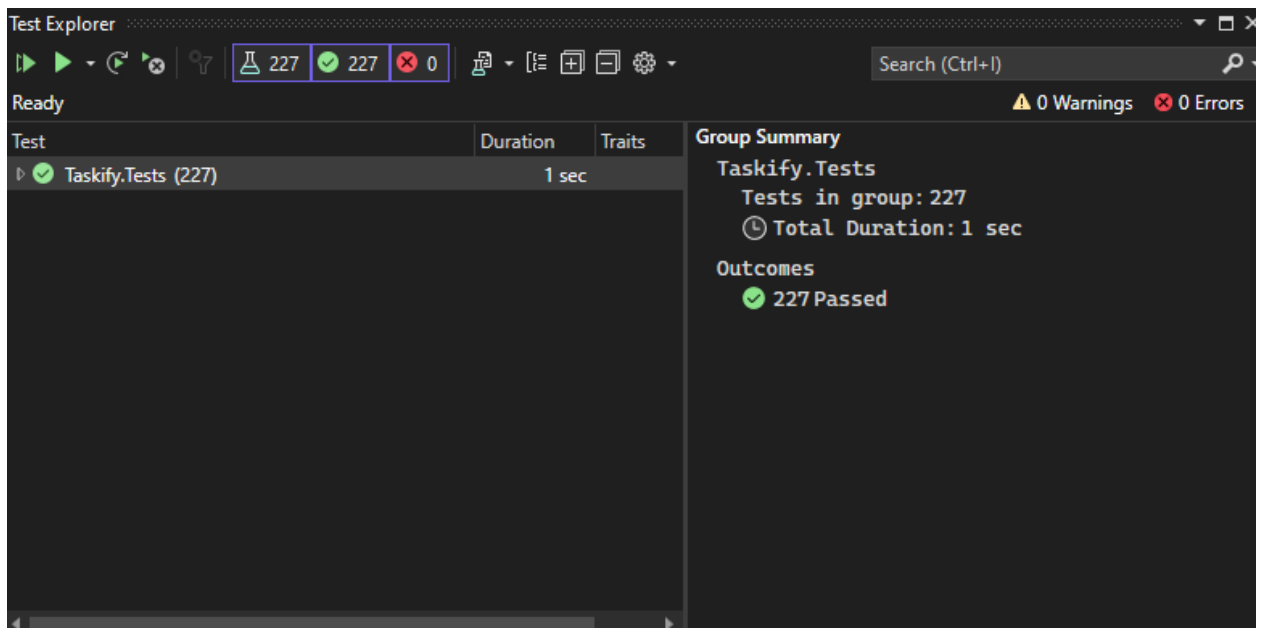 Test Explorer
227 227 0
Search (Ctrl+I)
Ready
0 Warnings 0 Errors
Test Duration Traits
Taskify.Tests (227) 1 sec
Group Summary
Taskify.Tests
Tests in group: 227
Total Duration: 1 sec
Outcomes
227 Passed